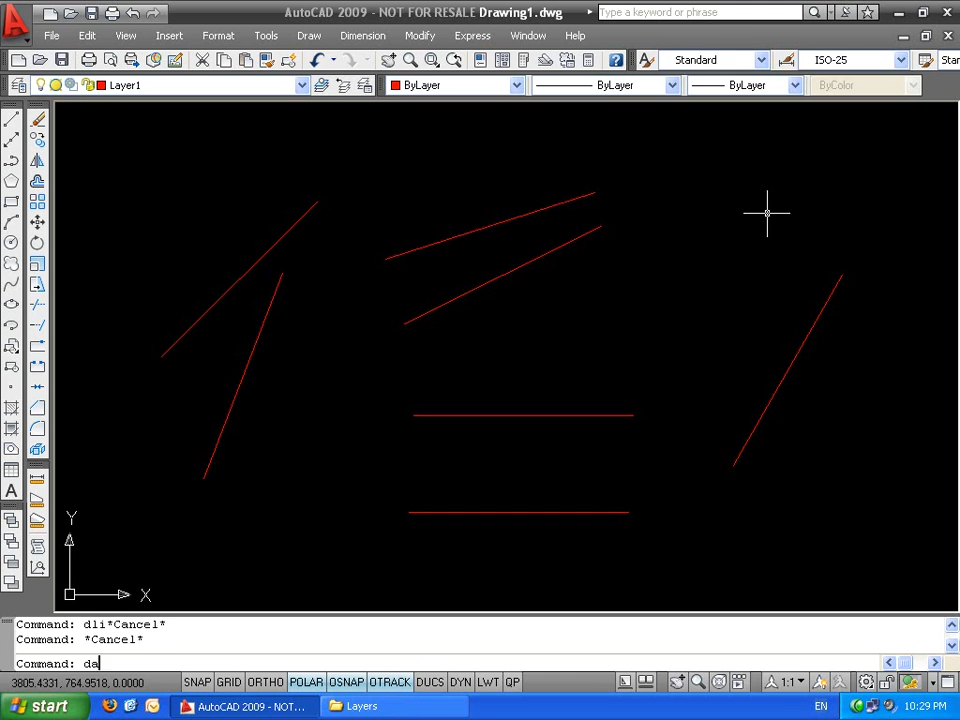 AutoCAD 2009 - NOT FOR RESALE Drawing1.dwg
Type a keyword or phrase
File Edit View Insert Format Tools Draw Dimension Modify Express Window Help
Standard ISO-25 Stan
Layer1 ByLayer ByLayer ByLayer ByColor
A
Y
X
Command: dli*Cancel*
Command: *Cancel*
Command: da
3805.4331, 764.9518, 0.0000 SNAP GRID ORTHO POLAR OSNAP OTRACK DUCS DYN LWT QP 1:1
start AutoCAD 2009 - NOT... Layers EN 10:29 PM